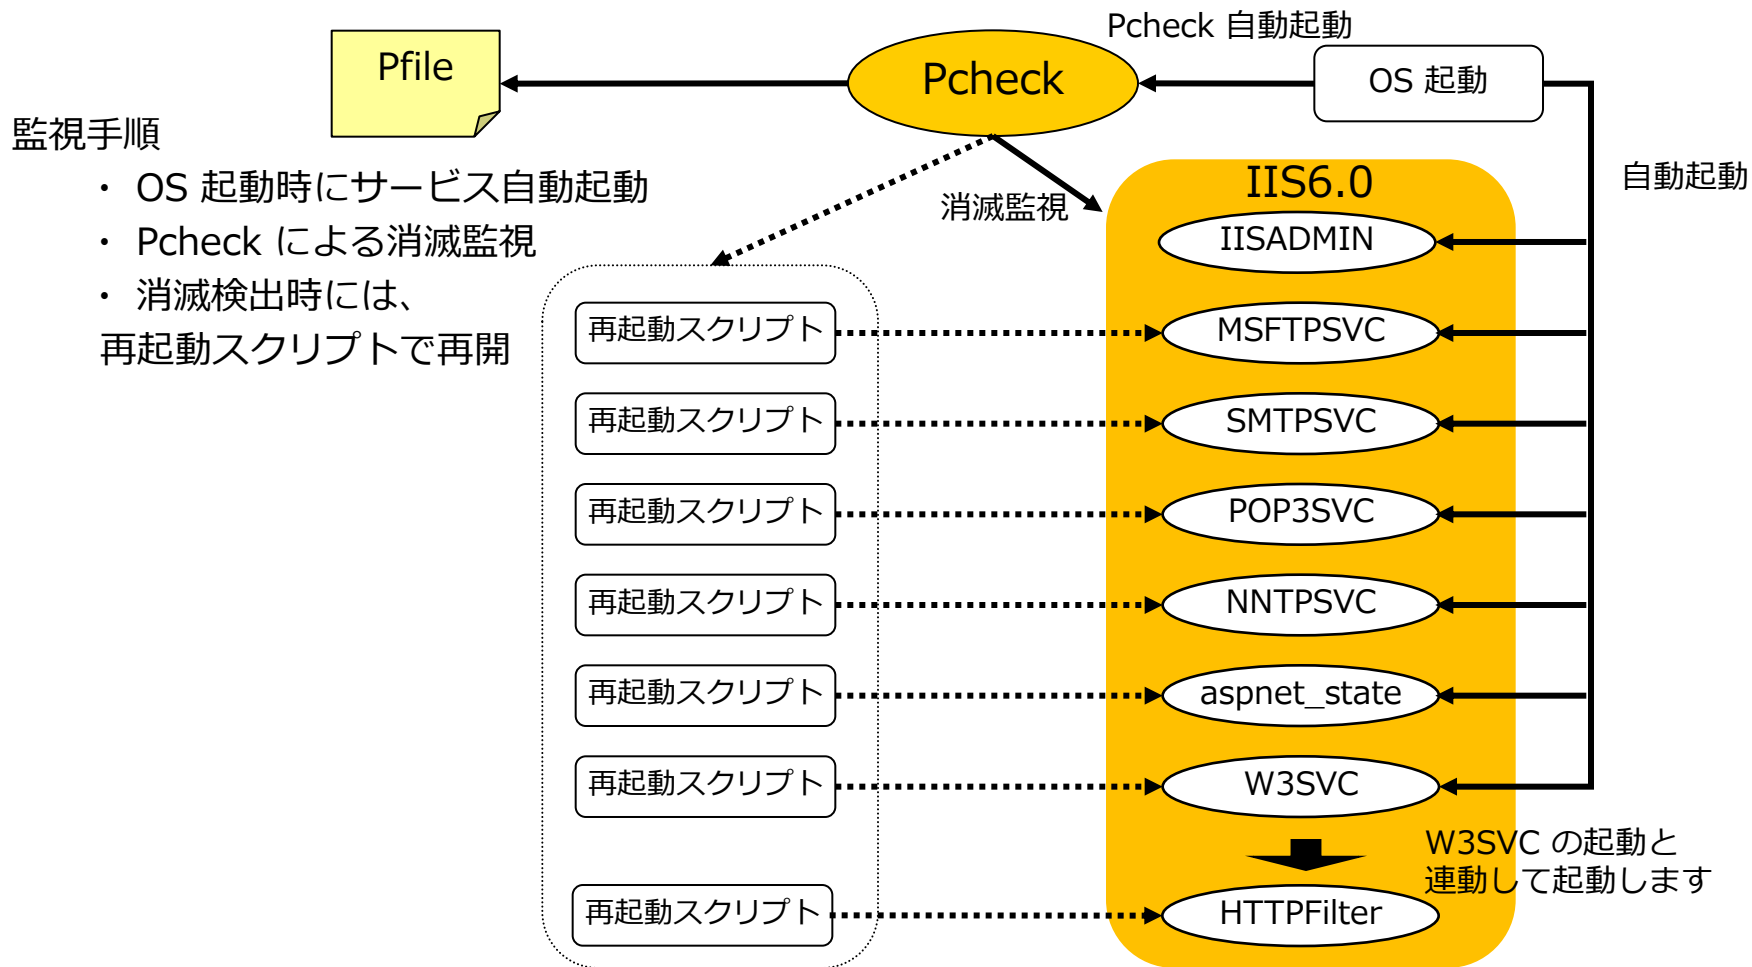 Pcheck 自動起動
Pfile
Pcheck
OS 起動
監視手順
・ OS 起動時にサービス自動起動
・ Pcheck による消滅監視
・ 消滅検出時には、
再起動スクリプトで再開
消滅監視
自動起動
IIS6.0
IISADMIN
再起動スクリプト
MSFTPSVC
再起動スクリプト
SMTPSVC
再起動スクリプト
POP3SVC
再起動スクリプト
NNTPSVC
再起動スクリプト
aspnet_state
再起動スクリプト
W3SVC
W3SVC の起動と
連動して起動します
再起動スクリプト
HTTPFilter